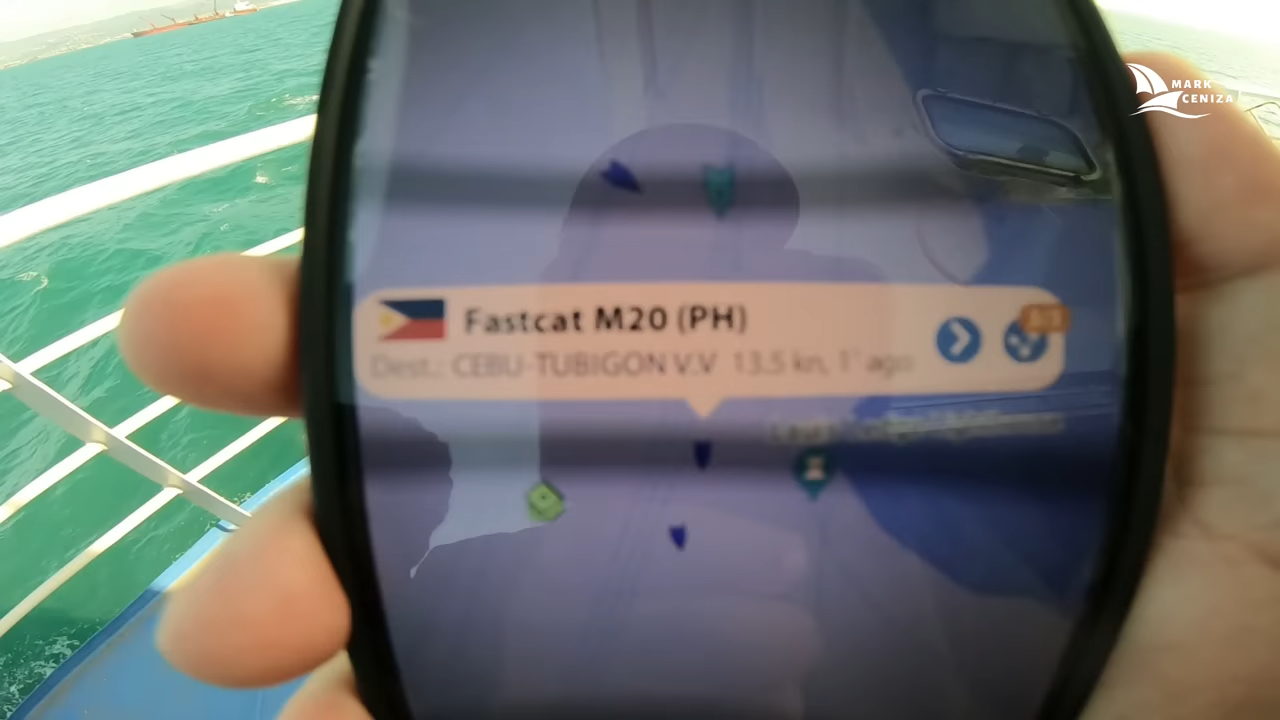 MARK
CENIZA
Fastcat M20 (PH)
Dest.: CEBU-TUBIGON V.V 13.5 kn, 1' ago